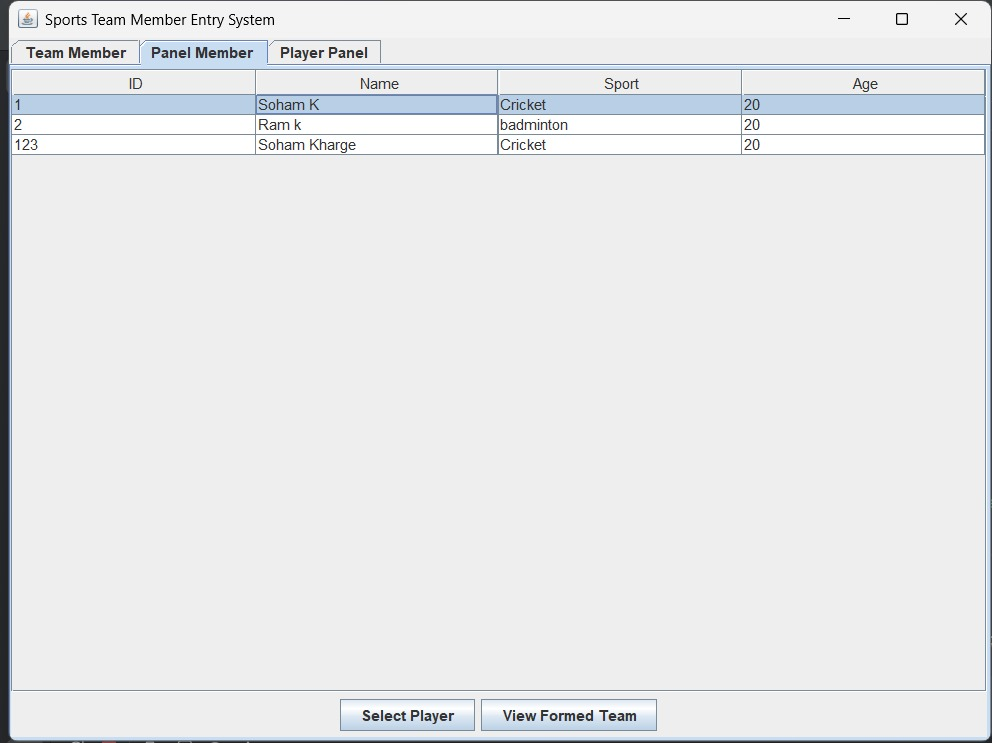 Sports Team Member Entry System
Team Member Panel Member Player Panel
ID Name Sport Age
1 Soham K Cricket 20
2 Ram k badminton 20
123 Soham Kharge Cricket 20
Select Player View Formed Team